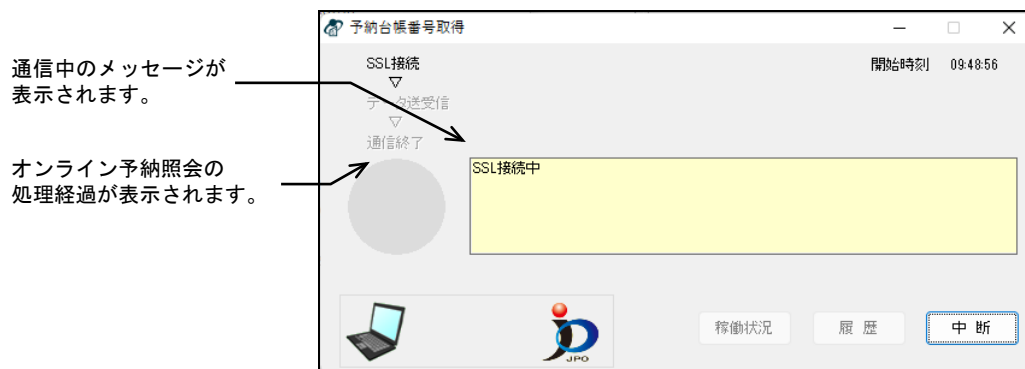 予納台帳番号取得
SSL接続
▽
データ送受信
▽
通信終了
開始時刻 09:48:56
通信中のメッセージが
表示されます。
オンライン予納照会の
処理経過が表示されます。
SSL接続中
JPO
稼働状況
履 歴
中 断